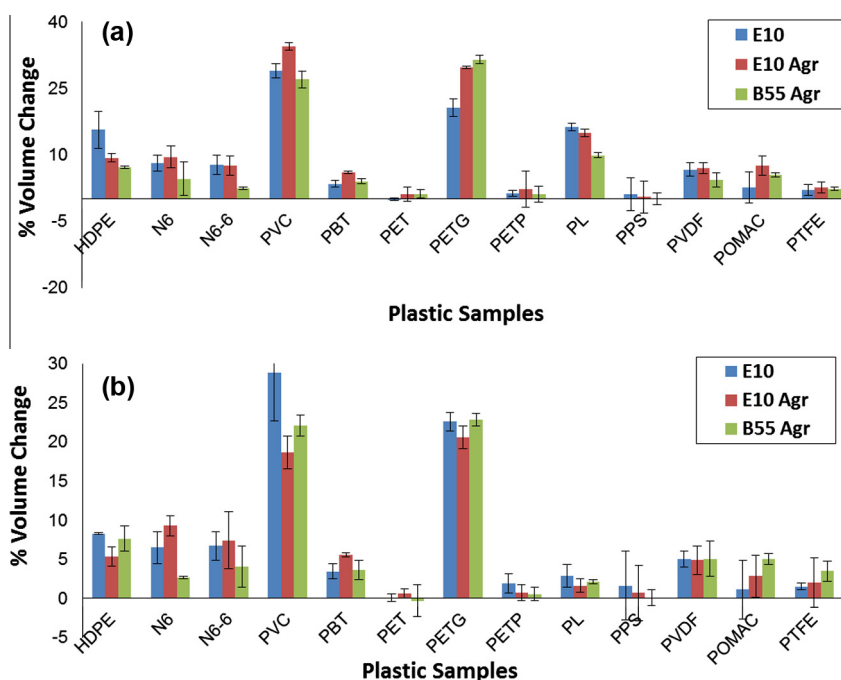 (a)
E10
E10 Agr
B55 Agr
% Volume Change
40
25
10
-5
-20
HDPE
N6
N6-6
PVC
PBT
PET
PETG
PETP
PL
PPS
PVDF
POMAC
PTFE
Plastic Samples
(b)
E10
E10 Agr
B55 Agr
% Volume Change
30
25
20
15
10
5
0
-5
HDPE
N6
N6-6
PVC
PBT
PET
PETG
PETP
PL
PPS
PVDF
POMAC
PTFE
Plastic Samples